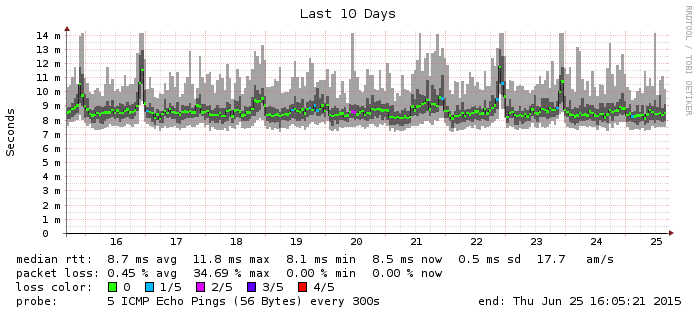 Last 10 Days
RRDTOOL / TOBI OETIKER
Seconds
14 m
13 m
12 m
11 m
10 m
9 m
8 m
7 m
6 m
5 m
4 m
3 m
2 m
1 m
0
16 17 18 19 20 21 22 23 24 25
median rtt: 8.7 ms avg 11.8 ms max 8.1 ms min 8.5 ms now 0.5 ms sd 17.7 am/s
packet loss: 0.45 % avg 34.69 % max 0.00 % min 0.00 % now
loss color: 0 1/5 2/5 3/5 4/5
probe: 5 ICMP Echo Pings (56 Bytes) every 300s end: Thu Jun 25 16:05:21 2015